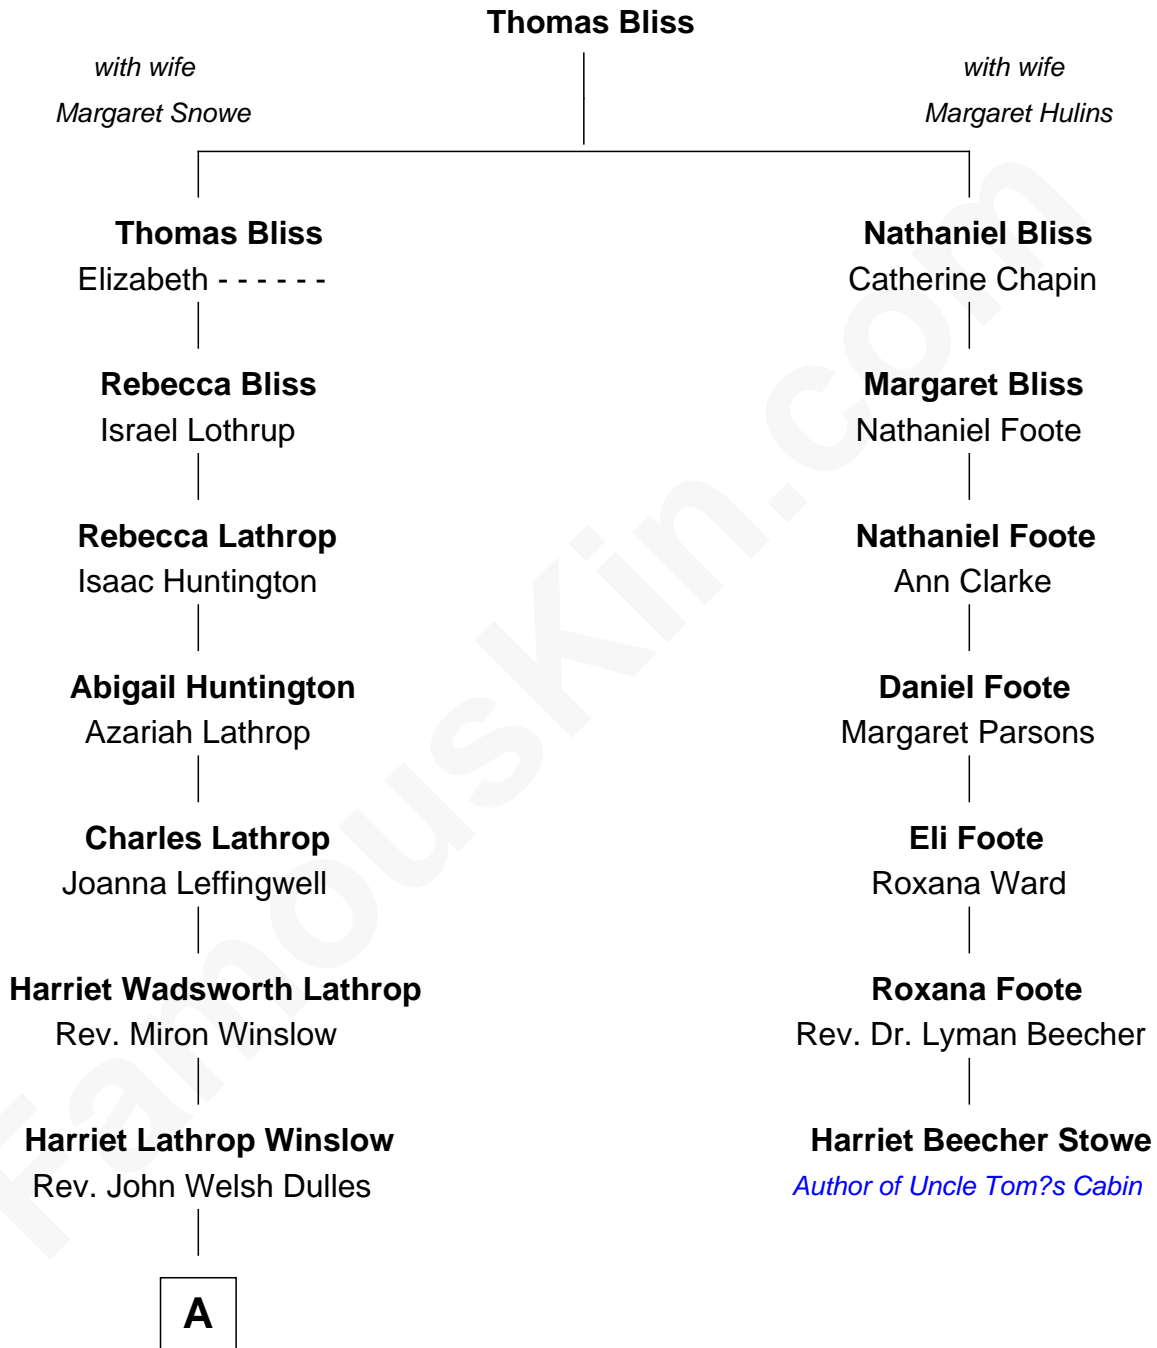 Thomas Bliss
with wife
Margaret Snowe
with wife
Margaret Hulins
Thomas Bliss
Elizabeth - - - - - -
Rebecca Bliss
Israel Lothrup
Rebecca Lathrop
Isaac Huntington
Abigail Huntington
Azariah Lathrop
Charles Lathrop
Joanna Leffingwell
Harriet Wadsworth Lathrop
Rev. Miron Winslow
Harriet Lathrop Winslow
Rev. John Welsh Dulles
A
Nathaniel Bliss
Catherine Chapin
Margaret Bliss
Nathaniel Foote
Nathaniel Foote
Ann Clarke
Daniel Foote
Margaret Parsons
Eli Foote
Roxana Ward
Roxana Foote
Rev. Dr. Lyman Beecher
Harriet Beecher Stowe
Author of Uncle Tom?s Cabin
FamousKin.com